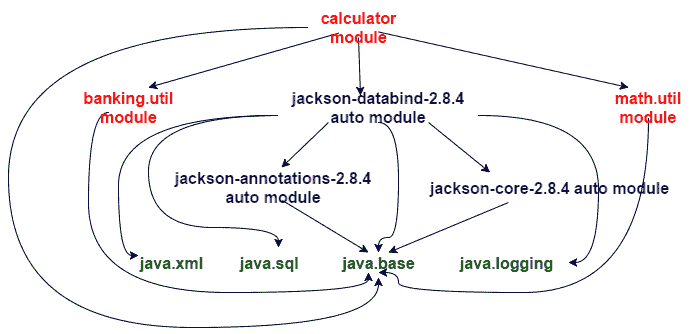 calculator
module
banking.util
module
jackson-databind-2.8.4
auto module
math.util
module
jackson-annotations-2.8.4
auto module
jackson-core-2.8.4 auto module
java.xml
java.sql
java.base
java.logging